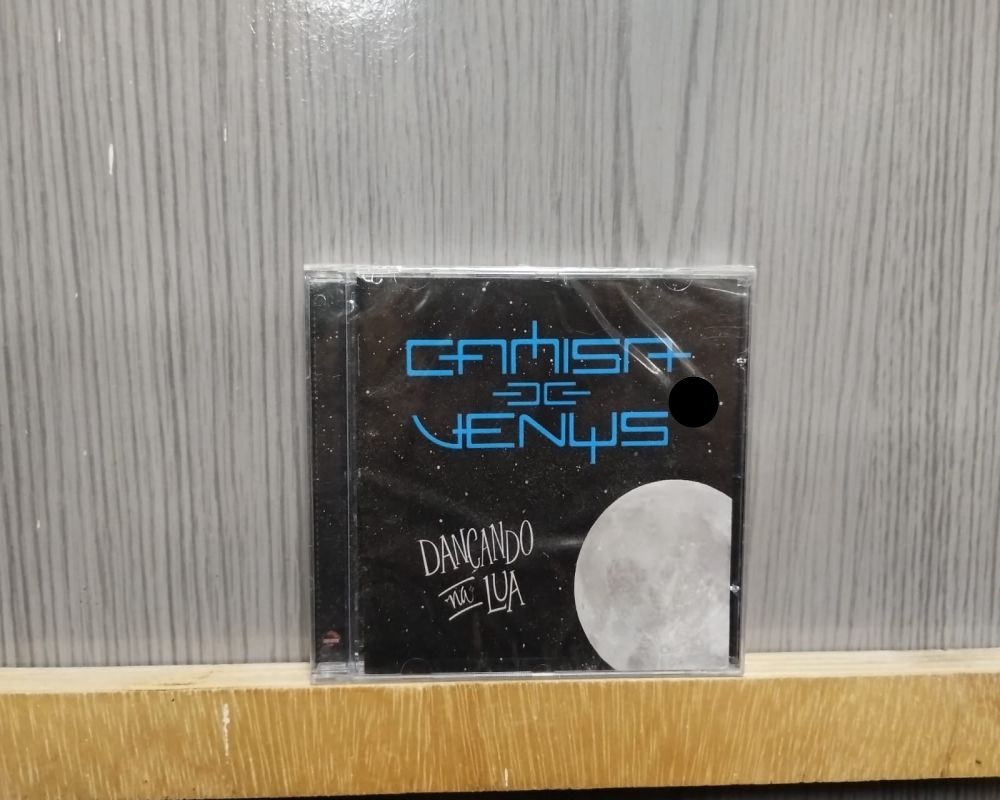 CAMISA
DE
VENUS
DANÇANDO
na LUA